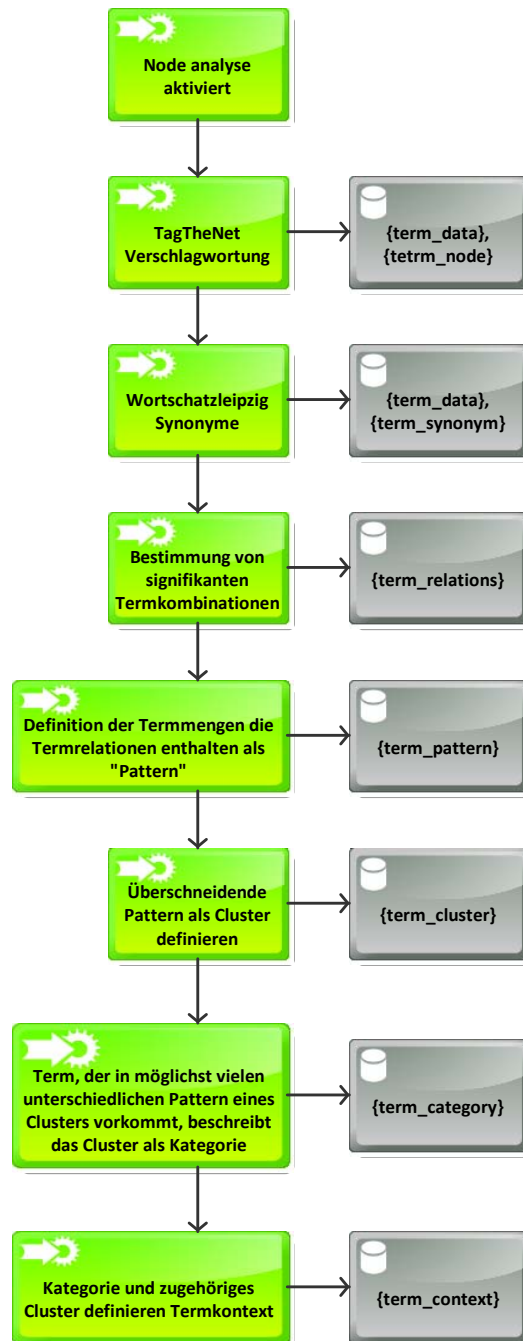 Node analyse
aktiviert
TagTheNet
Verschlagwortung
{term_data},
{tetrm_node}
Wortschatzleipzig
Synonyme
{term_data},
{term_synonym}
Bestimmung von
signifikanten
Termkombinationen
{term_relations}
Definition der Termmengen die
Termrelationen enthalten als
"Pattern"
{term_pattern}
Überschneidende
Pattern als Cluster
definieren
{term_cluster}
Term, der in möglichst vielen
unterschiedlichen Pattern eines
Clusters vorkommt, beschreibt
das Cluster als Kategorie
{term_category}
Kategorie und zugehöriges
Cluster definieren Termkontext
{term_context}